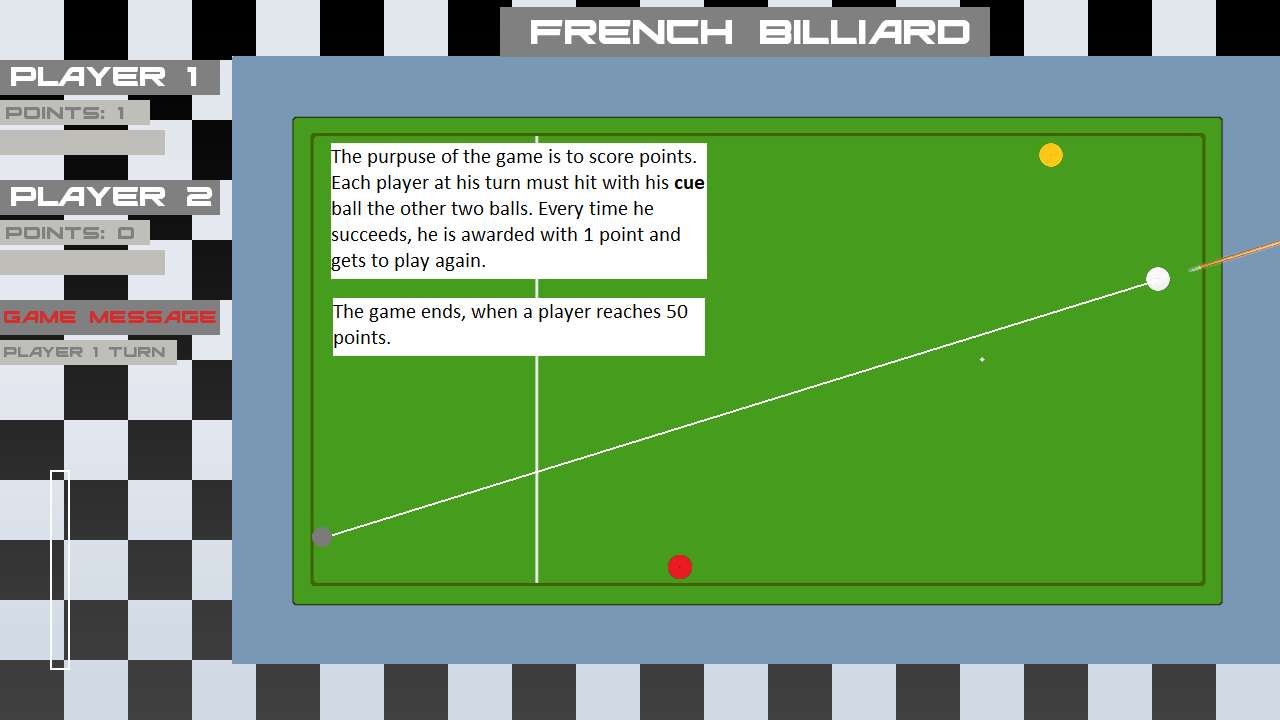 FRENCH BILLIARD
PLAYER 1
POINTS: 1
PLAYER 2
POINTS: 0
GAME MESSAGE
PLAYER 1 TURN
The purpuse of the game is to score points.
Each player at his turn must hit with his cue
ball the other two balls. Every time he
succeeds, he is awarded with 1 point and
gets to play again.
The game ends, when a player reaches 50
points.